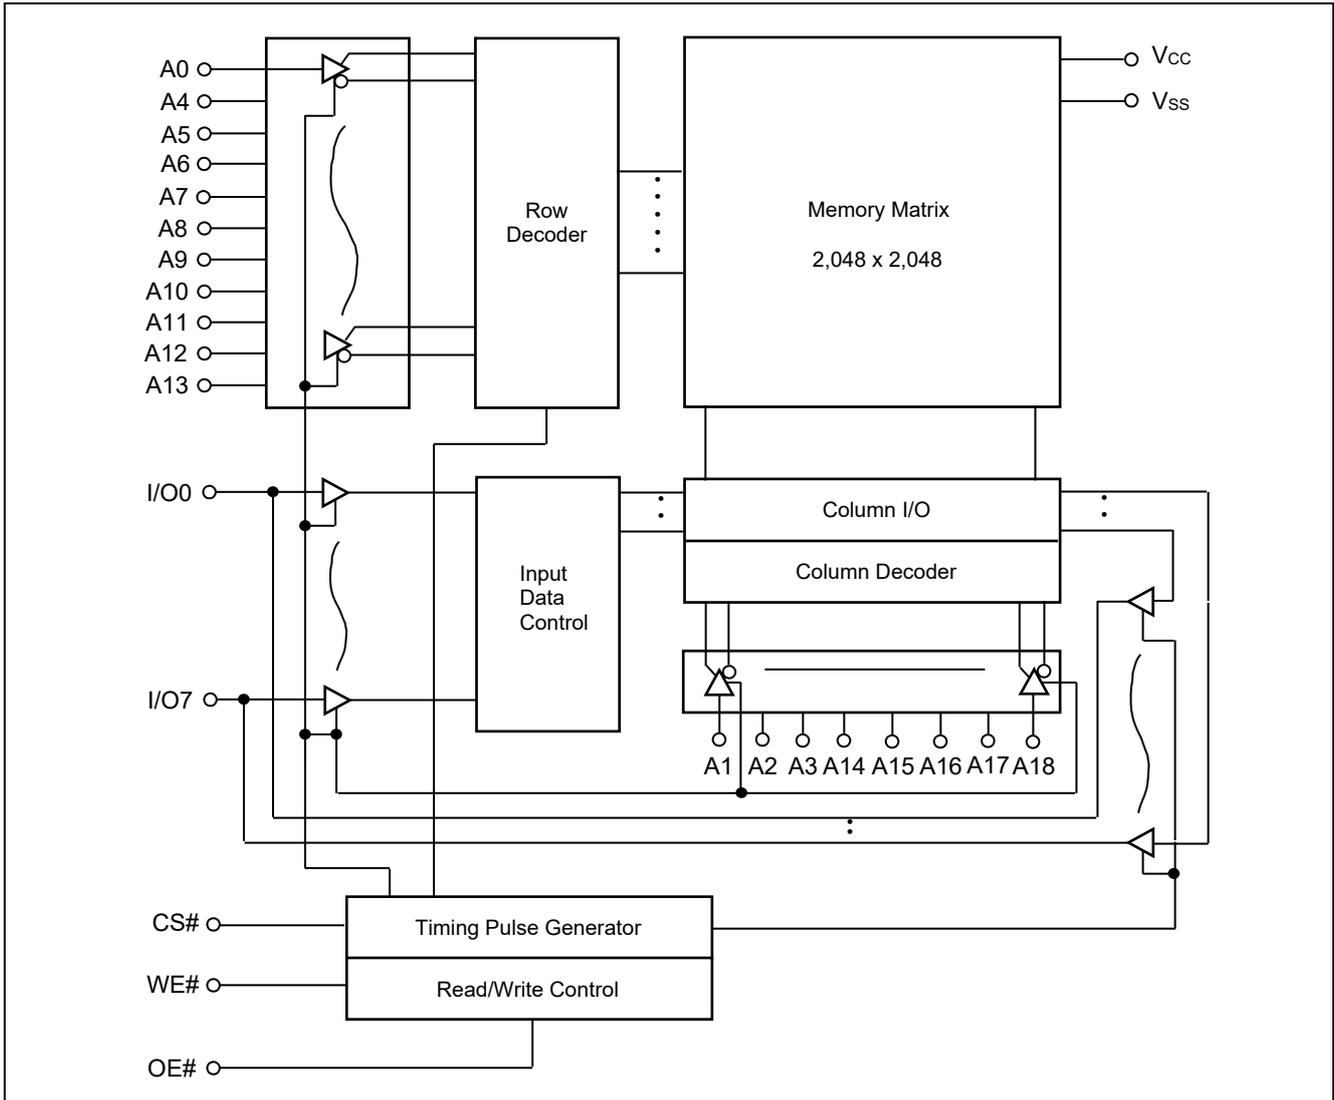 A0
A4
A5
A6
A7
A8
A9
A10
A11
A12
A13
Row
Decoder
Memory Matrix
2,048 x 2,048
VCC
VSS
I/O0
I/O7
Input
Data
Control
Column I/O
Column Decoder
A1 A2 A3 A14 A15 A16 A17 A18
CS#
WE#
OE#
Timing Pulse Generator
Read/Write Control